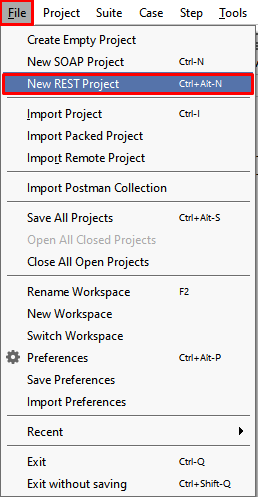 File Project Suite Case Step Tools
Create Empty Project
New SOAP Project Ctrl-N
New REST Project Ctrl+Alt-N
Import Project Ctrl-I
Import Packed Project
Import Remote Project
Import Postman Collection
Save All Projects Ctrl+Alt-S
Open All Closed Projects
Close All Open Projects
Rename Workspace F2
New Workspace
Switch Workspace
Preferences Ctrl+Alt-P
Save Preferences
Import Preferences
Recent
Exit Ctrl-Q
Exit without saving Ctrl+Shift-Q